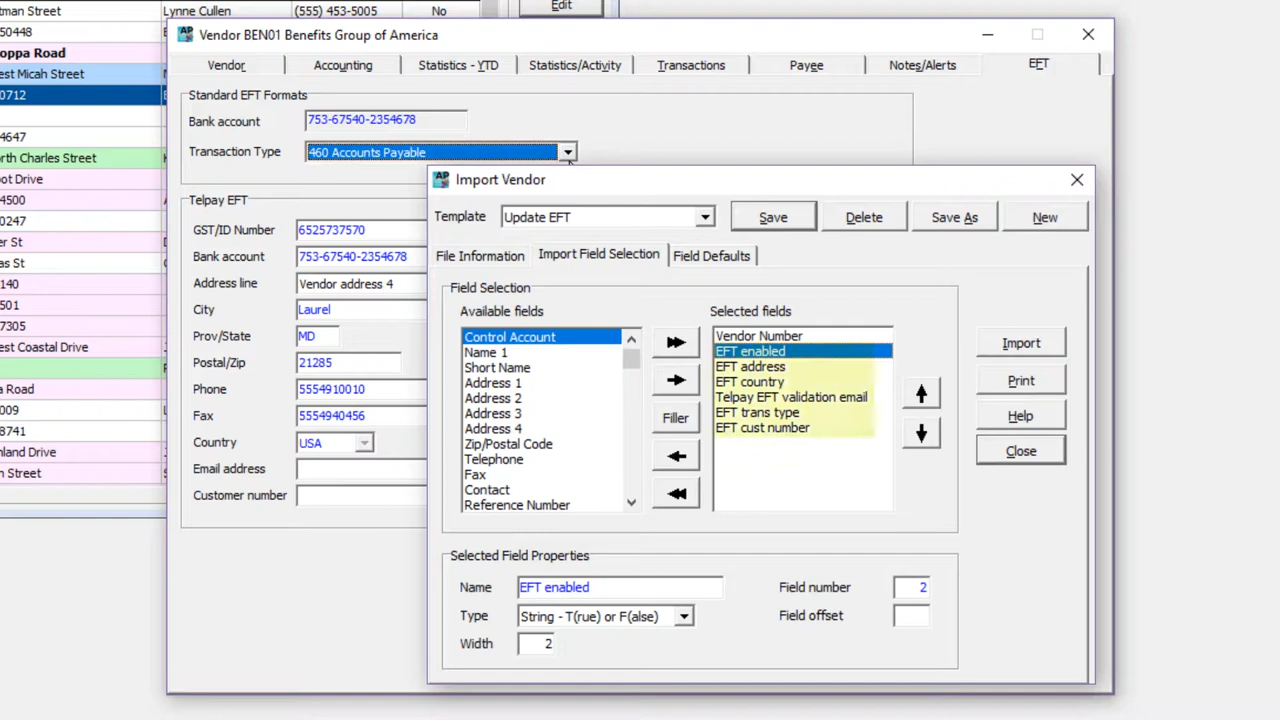 tman Street Lynne Cullen (555) 453-5005 No Edit
50448
oppa Road
est Micah Street
0712
4647
orth Charles Street
ot Drive
4500
0247
er St
as St
140
501
7305
est Coastal Drive
a Road
009
8741
nland Drive
h Street
Vendor BEN01 Benefits Group of America
Vendor Accounting Statistics - YTD Statistics/Activity Transactions Payee Notes/Alerts EFT
Standard EFT Formats
Bank account 753-67540-2354678
Transaction Type 460 Accounts Payable
Telpay EFT
GST/ID Number 6525737570
Bank account 753-67540-2354678
Address line Vendor address 4
City Laurel
Prov/State MD
Postal/Zip 21285
Phone 5554910010
Fax 5554940456
Country USA
Email address
Customer number
Import Vendor
Template Update EFT Save Delete Save As New
File Information Import Field Selection Field Defaults
Field Selection
Available fields
Control Account
Name 1
Short Name
Address 1
Address 2
Address 3
Address 4
Zip/Postal Code
Telephone
Fax
Contact
Reference Number
Filler
Selected fields
Vendor Number
EFT enabled
EFT address
EFT country
Telpay EFT validation email
EFT trans type
EFT cust number
Import
Print
Help
Close
Selected Field Properties
Name EFT enabled Field number 2
Type String - T(rue) or F(alse) Field offset
Width 2